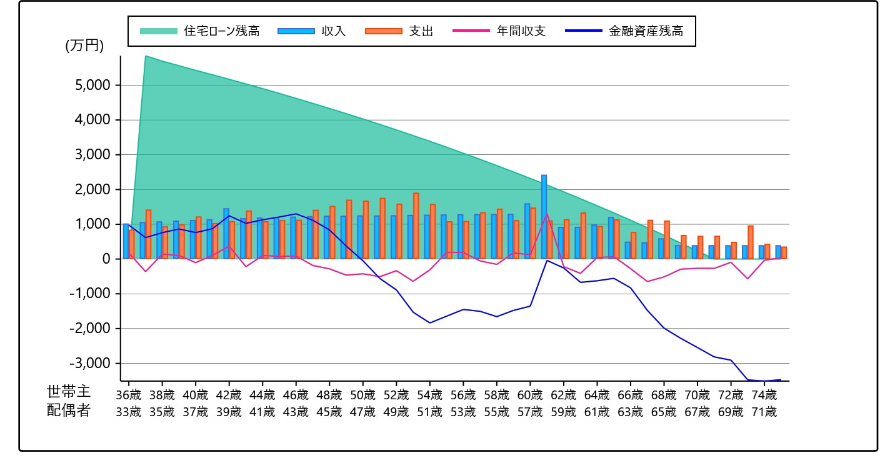 住宅ローン残高 収入 支出 年間収支 金融資産残高
(万円)
5,000
4,000
3,000
2,000
1,000
0
-1,000
-2,000
-3,000
世帯主 36歳 38歳 40歳 42歳 44歳 46歳 48歳 50歳 52歳 54歳 56歳 58歳 60歳 62歳 64歳 66歳 68歳 70歳 72歳 74歳
配偶者 33歳 35歳 37歳 39歳 41歳 43歳 45歳 47歳 49歳 51歳 53歳 55歳 57歳 59歳 61歳 63歳 65歳 67歳 69歳 71歳